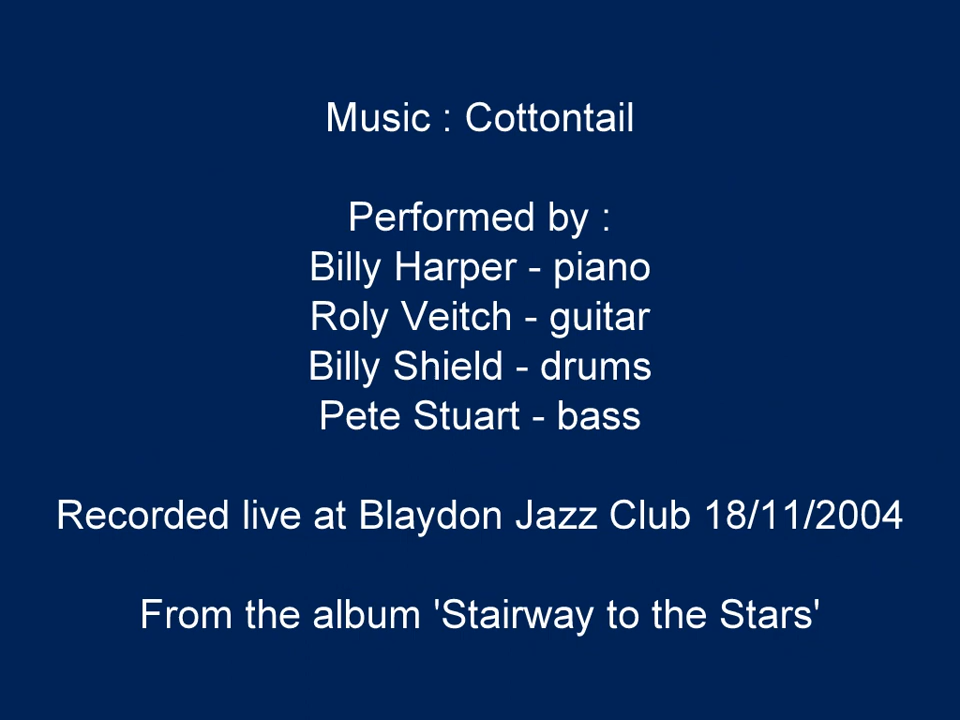 Music : Cottontail
Performed by :
Billy Harper - piano
Roly Veitch - guitar
Billy Shield - drums
Pete Stuart - bass
Recorded live at Blaydon Jazz Club 18/11/2004
From the album 'Stairway to the Stars'